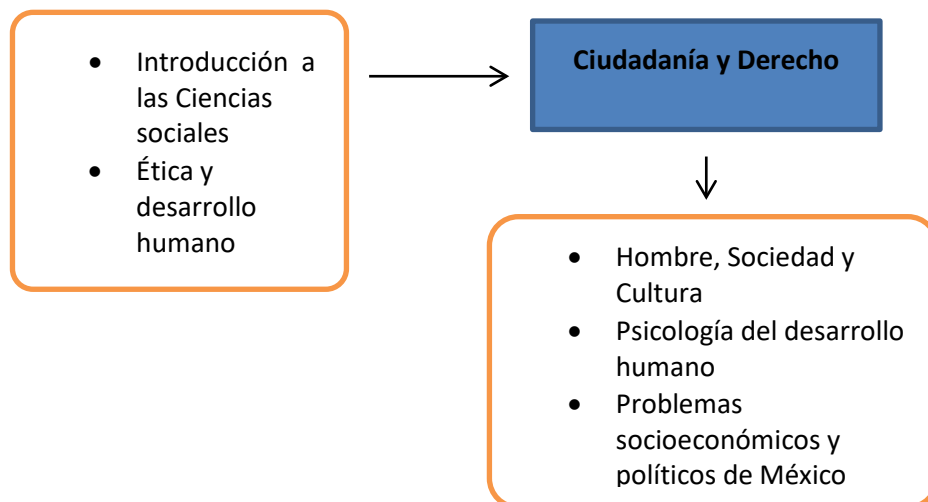 • Introducción a
las Ciencias
sociales
• Ética y
desarrollo
humano
Ciudadanía y Derecho
• Hombre, Sociedad y
Cultura
• Psicología del desarrollo
humano
• Problemas
socioeconómicos y
políticos de México